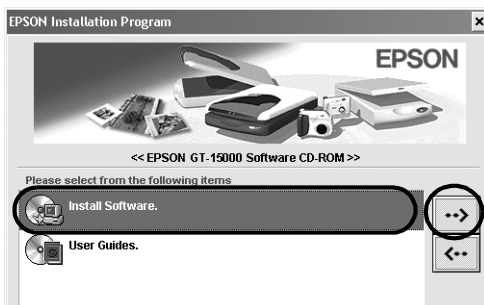 EPSON Installation Program
EPSON
<< EPSON GT-15000 Software CD-ROM >>
Please select from the following items
Install Software.
User Guides.